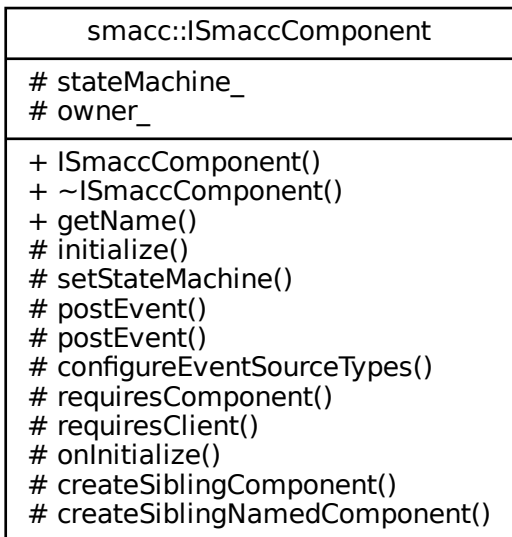 smacc::ISmaccComponent
# stateMachine_
# owner_
+ ISmaccComponent()
+ ~ISmaccComponent()
+ getName()
# initialize()
# setStateMachine()
# postEvent()
# postEvent()
# configureEventSourceTypes()
# requiresComponent()
# requiresClient()
# onInitialize()
# createSiblingComponent()
# createSiblingNamedComponent()